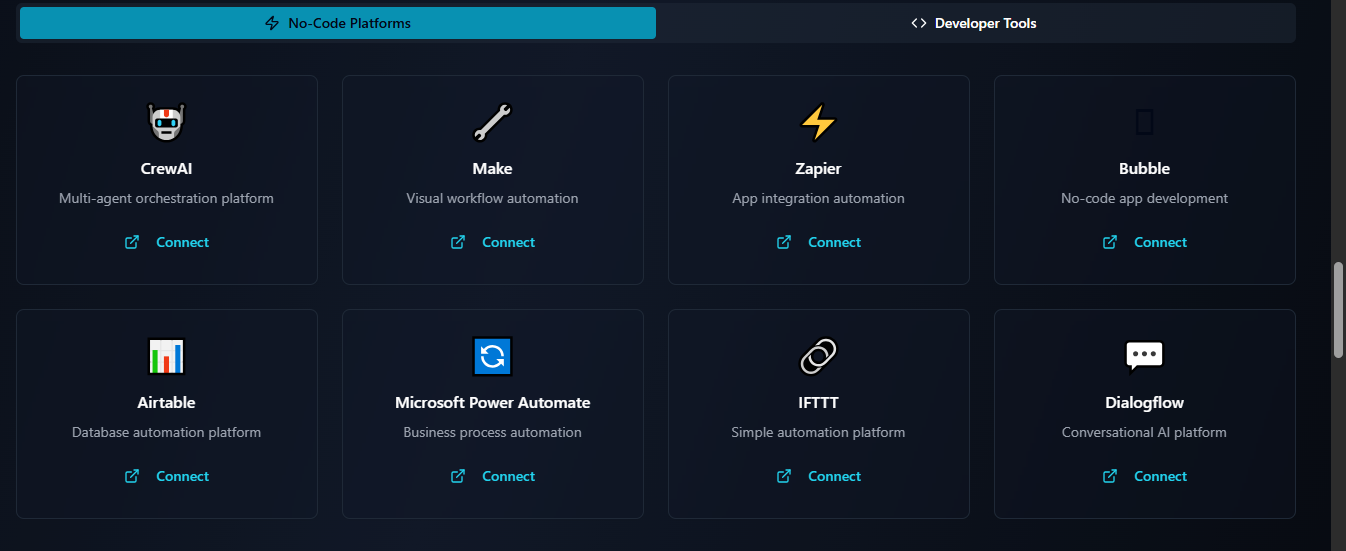 No-Code Platforms
Developer Tools
CrewAI
Multi-agent orchestration platform
Connect
Make
Visual workflow automation
Connect
Zapier
App integration automation
Connect
Bubble
No-code app development
Connect
Airtable
Database automation platform
Connect
Microsoft Power Automate
Business process automation
Connect
IFTTT
Simple automation platform
Connect
Dialogflow
Conversational AI platform
Connect